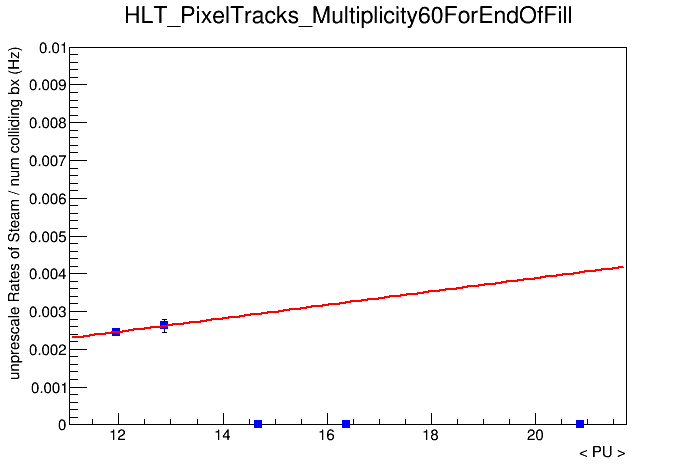 HLT_PixelTracks_Multiplicity60ForEndOfFill
unprescale Rates of Steam / num colliding bx (Hz)
0.01
0.009
0.008
0.007
0.006
0.005
0.004
0.003
0.002
0.001
0
12 14 16 18 20
< PU >